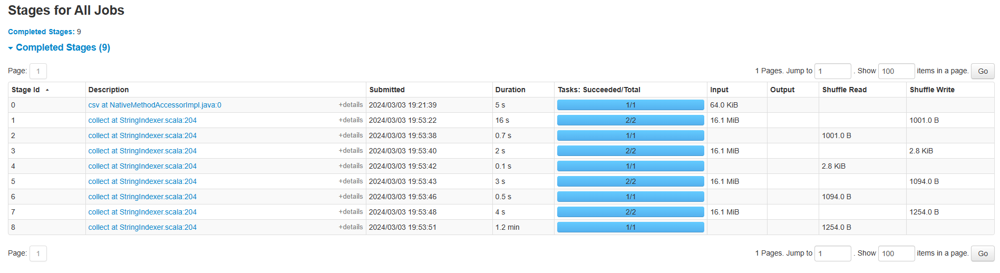 Stages for All Jobs
Completed Stages: 9
Completed Stages (9)
Page: 1 1 Pages. Jump to 1 . Show 100 items in a page. Go
Stage Id Description Submitted Duration Tasks: Succeeded/Total Input Output Shuffle Read Shuffle Write
0 csv at NativeMethodAccessorImpl.java:0 +details 2024/03/03 19:21:39 5 s 1/1 64.0 KiB
1 collect at StringIndexer.scala:204 +details 2024/03/03 19:53:22 16 s 2/2 16.1 MiB 1001.0 B
2 collect at StringIndexer.scala:204 +details 2024/03/03 19:53:38 0.7 s 1/1 1001.0 B
3 collect at StringIndexer.scala:204 +details 2024/03/03 19:53:40 2 s 2/2 16.1 MiB 2.8 KiB
4 collect at StringIndexer.scala:204 +details 2024/03/03 19:53:42 0.1 s 1/1 2.8 KiB
5 collect at StringIndexer.scala:204 +details 2024/03/03 19:53:43 3 s 2/2 16.1 MiB 1094.0 B
6 collect at StringIndexer.scala:204 +details 2024/03/03 19:53:46 0.5 s 1/1 1094.0 B
7 collect at StringIndexer.scala:204 +details 2024/03/03 19:53:48 4 s 2/2 16.1 MiB 1254.0 B
8 collect at StringIndexer.scala:204 +details 2024/03/03 19:53:51 1.2 min 1/1 1254.0 B
Page: 1 1 Pages. Jump to 1 . Show 100 items in a page. Go